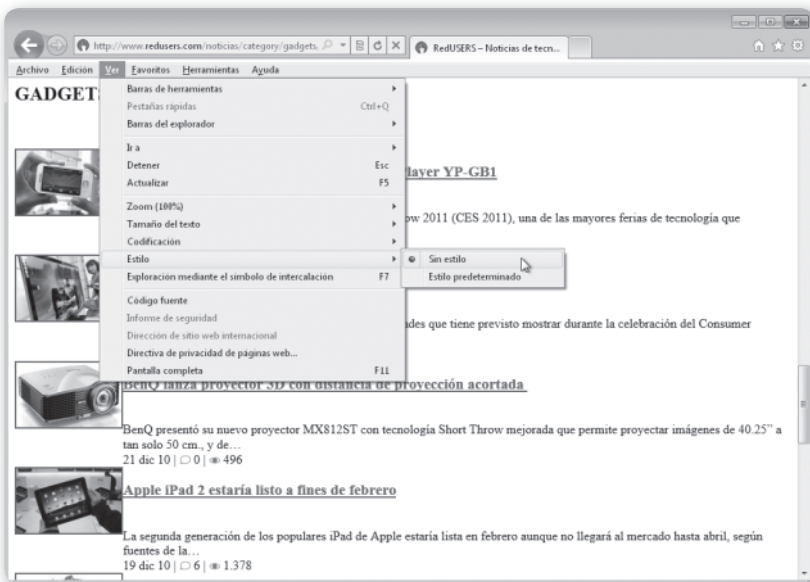 http://www.redusers.com/noticias/category/gadgets,
RedUSERS – Noticias de tecn...
Archivo Edición Ver Favoritos Herramientas Ayuda
GADGETS
Barras de herramientas
Pestañas rápidas Ctrl+Q
Barras del explorador
Ir a
Detener Esc
Actualizar F5
Zoom (100%)
Tamaño del texto
Codificación
Estilo
Exploración mediante el símbolo de intercalación F7
Código fuente
Informe de seguridad
Dirección de sitio web internacional
Directiva de privacidad de páginas web...
Pantalla completa F11
Sin estilo
Estilo predeterminado
layer YP-GB1
ow 2011 (CES 2011), una de las mayores ferias de tecnología que
des que tiene previsto mostrar durante la celebración del Consumer
BenQ lanza proyector 3D con distancia de proyección acortada
BenQ presentó su nuevo proyector MX812ST con tecnología Short Throw mejorada que permite proyectar imágenes de 40.25” a
tan solo 50 cm., y de…
21 dic 10 | 0 | 496
Apple iPad 2 estaría listo a fines de febrero
La segunda generación de los populares iPad de Apple estaría lista en febrero aunque no llegará al mercado hasta abril, según
fuentes de la…
19 dic 10 | 6 | 1.378